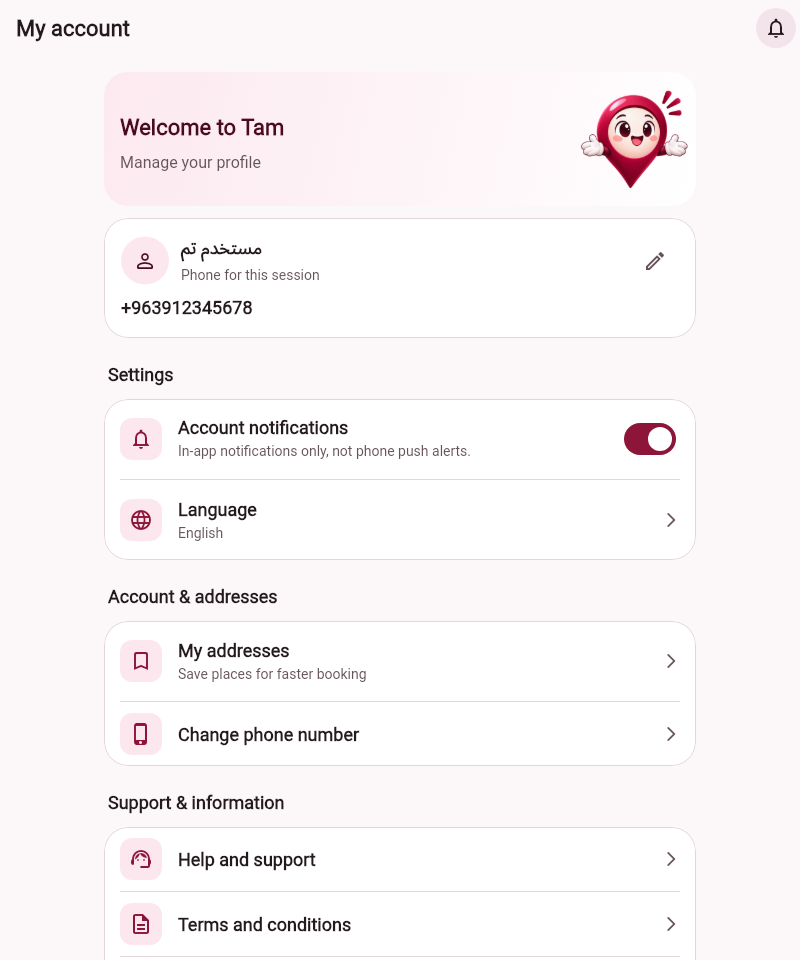 My account
Welcome to Tam
Manage your profile
مستخدم تم
Phone for this session
+963912345678
Settings
Account notifications
In-app notifications only, not phone push alerts.
Language
English
Account & addresses
My addresses
Save places for faster booking
Change phone number
Support & information
Help and support
Terms and conditions